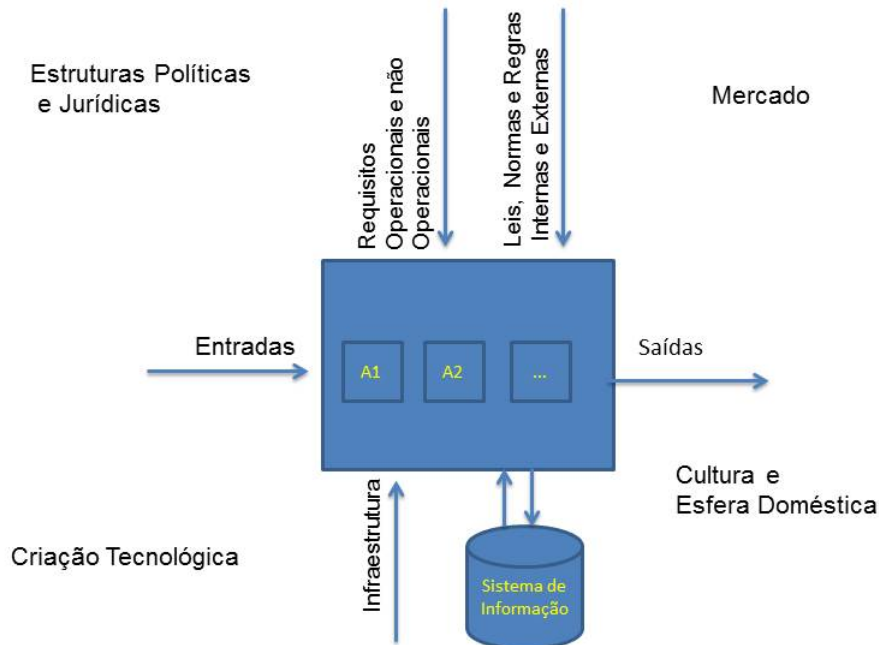 Estruturas Políticas
e Jurídicas
Requisitos
Operacionais e não
Operacionais
Leis, Normas e Regras
Internas e Externas
Mercado
Entradas
A1
A2
...
Saídas
Cultura e
Esfera Doméstica
Criação Tecnológica
Infraestrutura
Sistema de
Informação